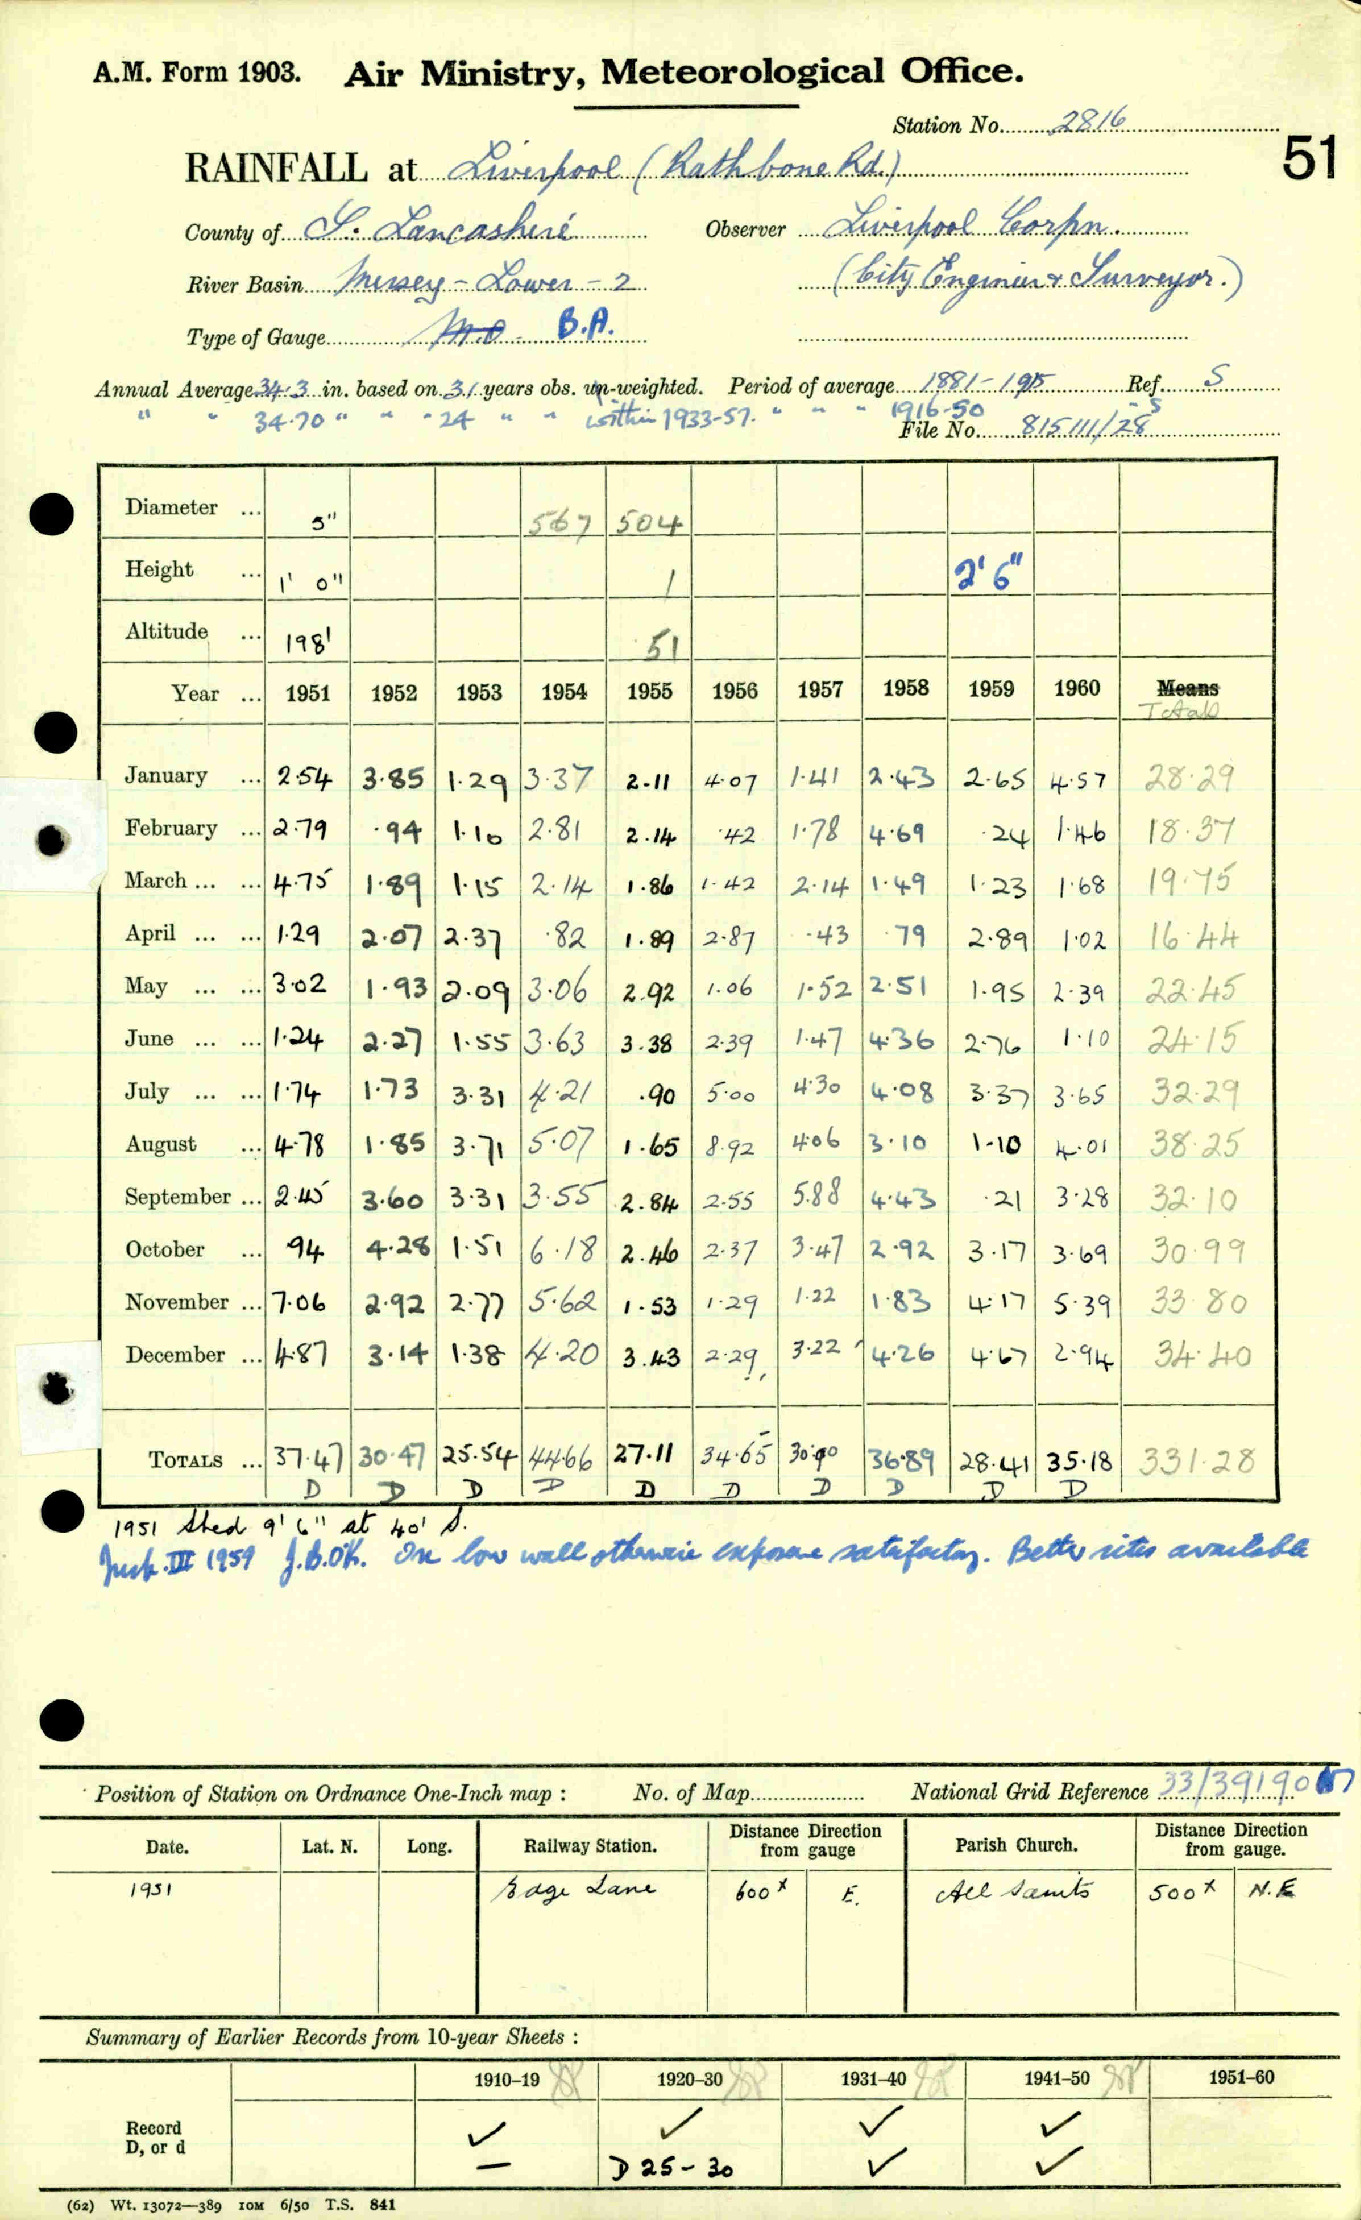 A.M. Form 1903. Air Ministry, Meteorological Office.
Station No. 2816
51
RAINFALL at Liverpool (Rathbone Rd.)
County of S. Lancashire Observer Liverpool Corpn.
River Basin Mersey - Lower - 2 (City Engineer & Surveyor.)
Type of Gauge M.O. B.A.
Annual Average 34.3 in. based on 31 years obs. un-weighted. Period of average 1881-1915 Ref. S
" " 34.70 " " " 24 " " within 1933-57. " " " 1916-50 " S
File No. 815111/28
Diameter ... 5" 567 504
Height ... 1' 0" 1 2'6"
Altitude ... 198' 51
Year ... 1951 1952 1953 1954 1955 1956 1957 1958 1959 1960 Means
Totals
January ... 2.54 3.85 1.29 3.37 2.11 4.07 1.41 2.43 2.65 4.57 28.29
February ... 2.79 .94 1.10 2.81 2.14 .42 1.78 4.69 .24 1.46 18.37
March ... ... 4.75 1.89 1.15 2.14 1.86 1.42 2.14 1.49 1.23 1.68 19.75
April ... ... 1.29 2.07 2.37 .82 1.89 2.87 .43 .79 2.89 1.02 16.44
May ... ... 3.02 1.93 2.09 3.06 2.92 1.06 1.52 2.51 1.95 2.39 22.45
June ... ... 1.24 2.27 1.55 3.63 3.38 2.39 1.47 4.36 2.76 1.10 24.15
July ... ... 1.74 1.73 3.31 4.21 .90 5.00 4.30 4.08 3.37 3.65 32.29
August ... 4.78 1.85 3.71 5.07 1.65 8.92 4.06 3.10 1.10 4.01 38.25
September ... 2.45 3.60 3.31 3.55 2.84 2.55 5.88 4.43 .21 3.28 32.10
October ... .94 4.28 1.51 6.18 2.46 2.37 3.47 2.92 3.17 3.69 30.99
November ... 7.06 2.92 2.77 5.62 1.53 1.29 1.22 1.83 4.17 5.39 33.80
December ... 4.87 3.14 1.38 4.20 3.43 2.29 3.22 4.26 4.67 2.94 34.40
TOTALS ... 37.47 30.47 25.54 44.66 27.11 34.65 30.90 36.89 28.41 35.18 331.28
D D D D D D D D D D
1951 Shed 9' 6" at 40' S.
Insp. III 1959 J.B.O'K. On low wall otherwise exposure satisfactory. Better sites available
Position of Station on Ordnance One-Inch map : No. of Map National Grid Reference 33/391906
Date. Lat. N. Long. Railway Station. Distance Direction from gauge Parish Church. Distance Direction from gauge.
1951 Edge Lane 600x E. All Saints 500x N.E
Summary of Earlier Records from 10-year Sheets :
1910-19 1920-30 1931-40 1941-50 1951-60
Record ✓ ✓ ✓ ✓
D, or d — D 25-30 ✓ ✓
(62) Wt. 13072—389 10M 6/50 T.S. 841